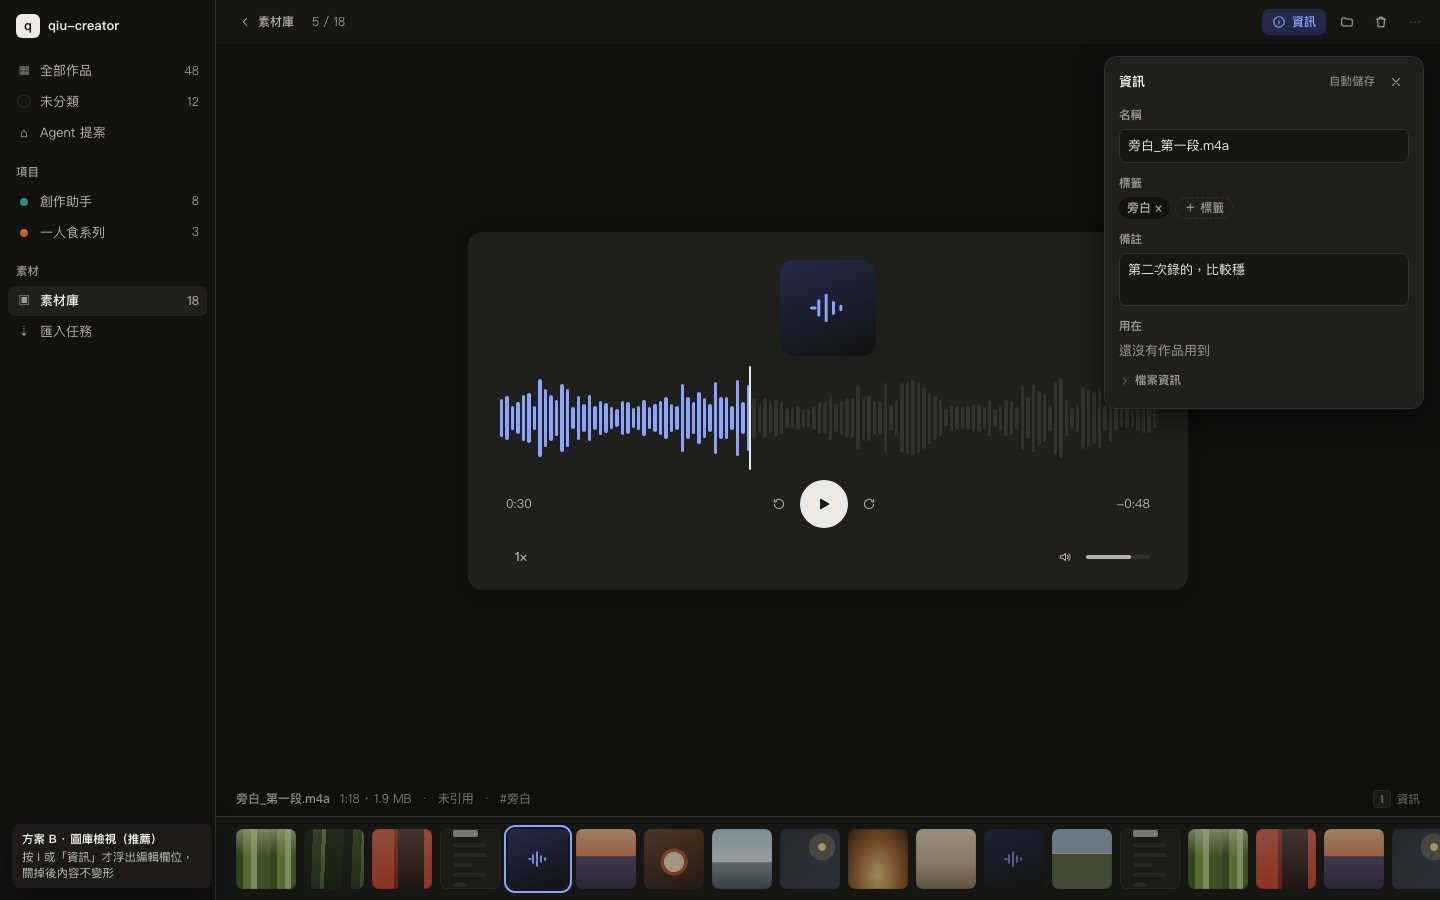 q qiu-creator
全部作品 48
未分類 12
Agent 提案
項目
創作助手 8
一人食系列 3
素材
素材庫 18
匯入任務
方案 B · 圖庫檢視（推薦）
按 I 或「資訊」才浮出編輯欄位，
關掉後內容不變形
素材庫 5 / 18
資訊
資訊 自動儲存
名稱
旁白_第一段.m4a
標籤
旁白 × + 標籤
備註
第二次錄的，比較穩
用在
還沒有作品用到
檔案資訊
0:30 −0:48
1×
旁白_第一段.m4a 1:18 · 1.9 MB · 未引用 · #旁白
I 資訊